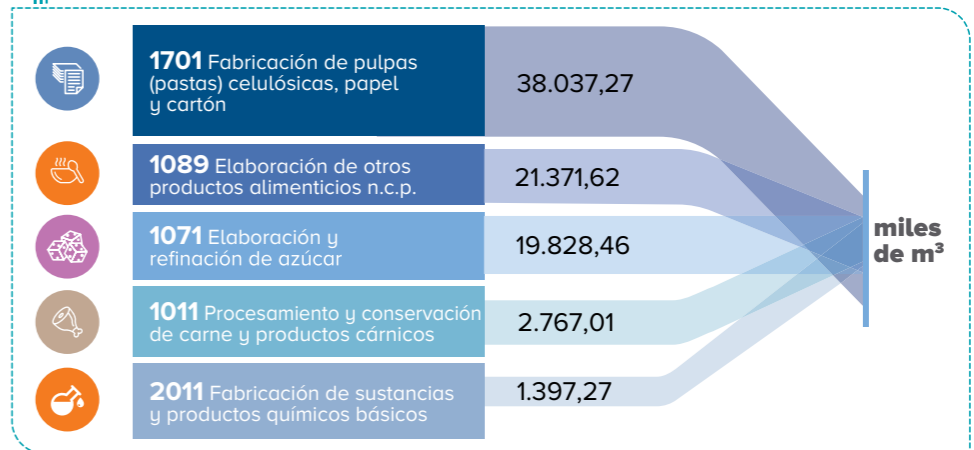 1701 Fabricación de pulpas
(pastas) celulósicas, papel
y cartón
38.037,27
1089 Elaboración de otros
productos alimenticios n.c.p.
21.371,62
1071 Elaboración y
refinación de azúcar
19.828,46
1011 Procesamiento y conservación
de carne y productos cárnicos
2.767,01
2011 Fabricación de sustancias
y productos químicos básicos
1.397,27
miles
de m³